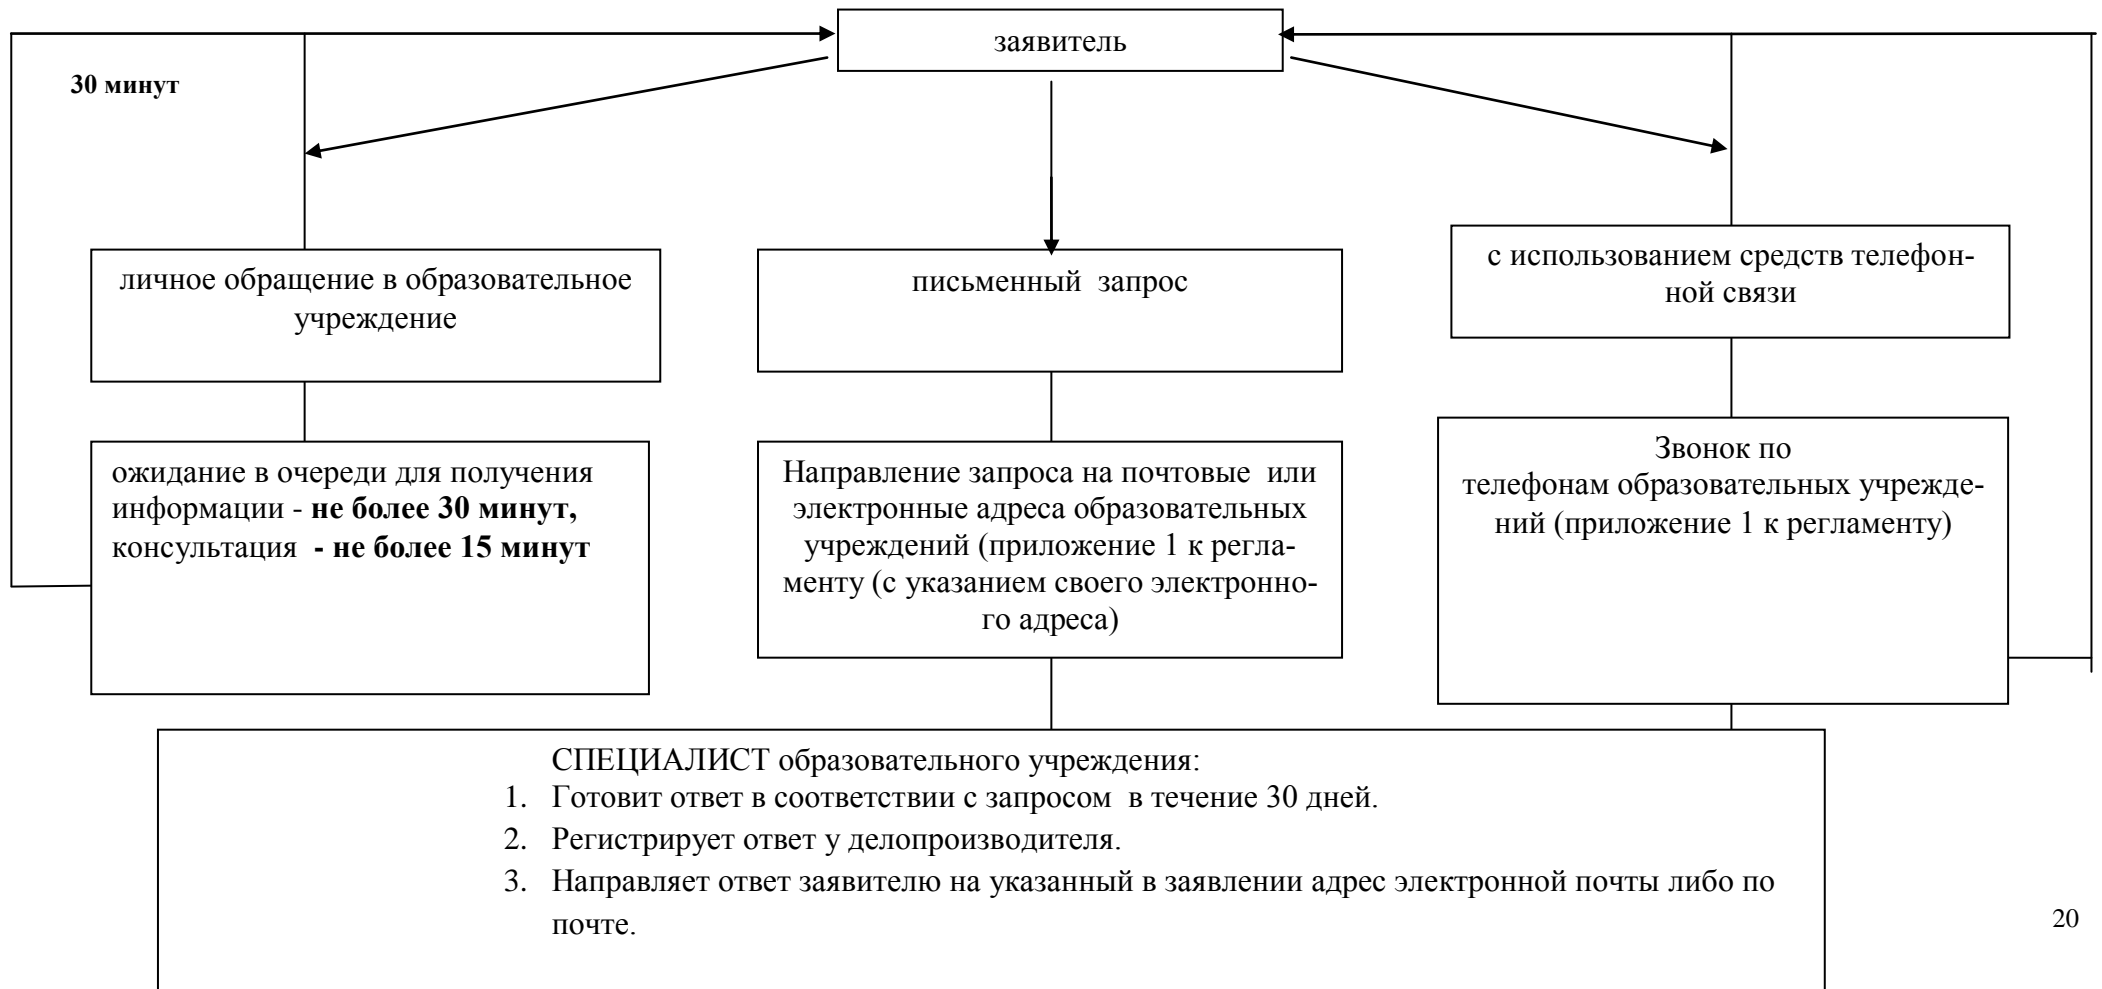 заявитель
30 минут
личное обращение в образовательное
учреждение
письменный запрос
с использованием средств телефон-
ной связи
ожидание в очереди для получения
информации - не более 30 минут,
консультация - не более 15 минут
Направление запроса на почтовые или
электронные адреса образовательных
учреждений (приложение 1 к регла-
менту (с указанием своего электронно-
го адреса)
Звонок по
телефонам образовательных учрежде-
ний (приложение 1 к регламенту)
СПЕЦИАЛИСТ образовательного учреждения:
1. Готовит ответ в соответствии с запросом в течение 30 дней.
2. Регистрирует ответ у делопроизводителя.
3. Направляет ответ заявителю на указанный в заявлении адрес электронной почты либо по
почте.
20